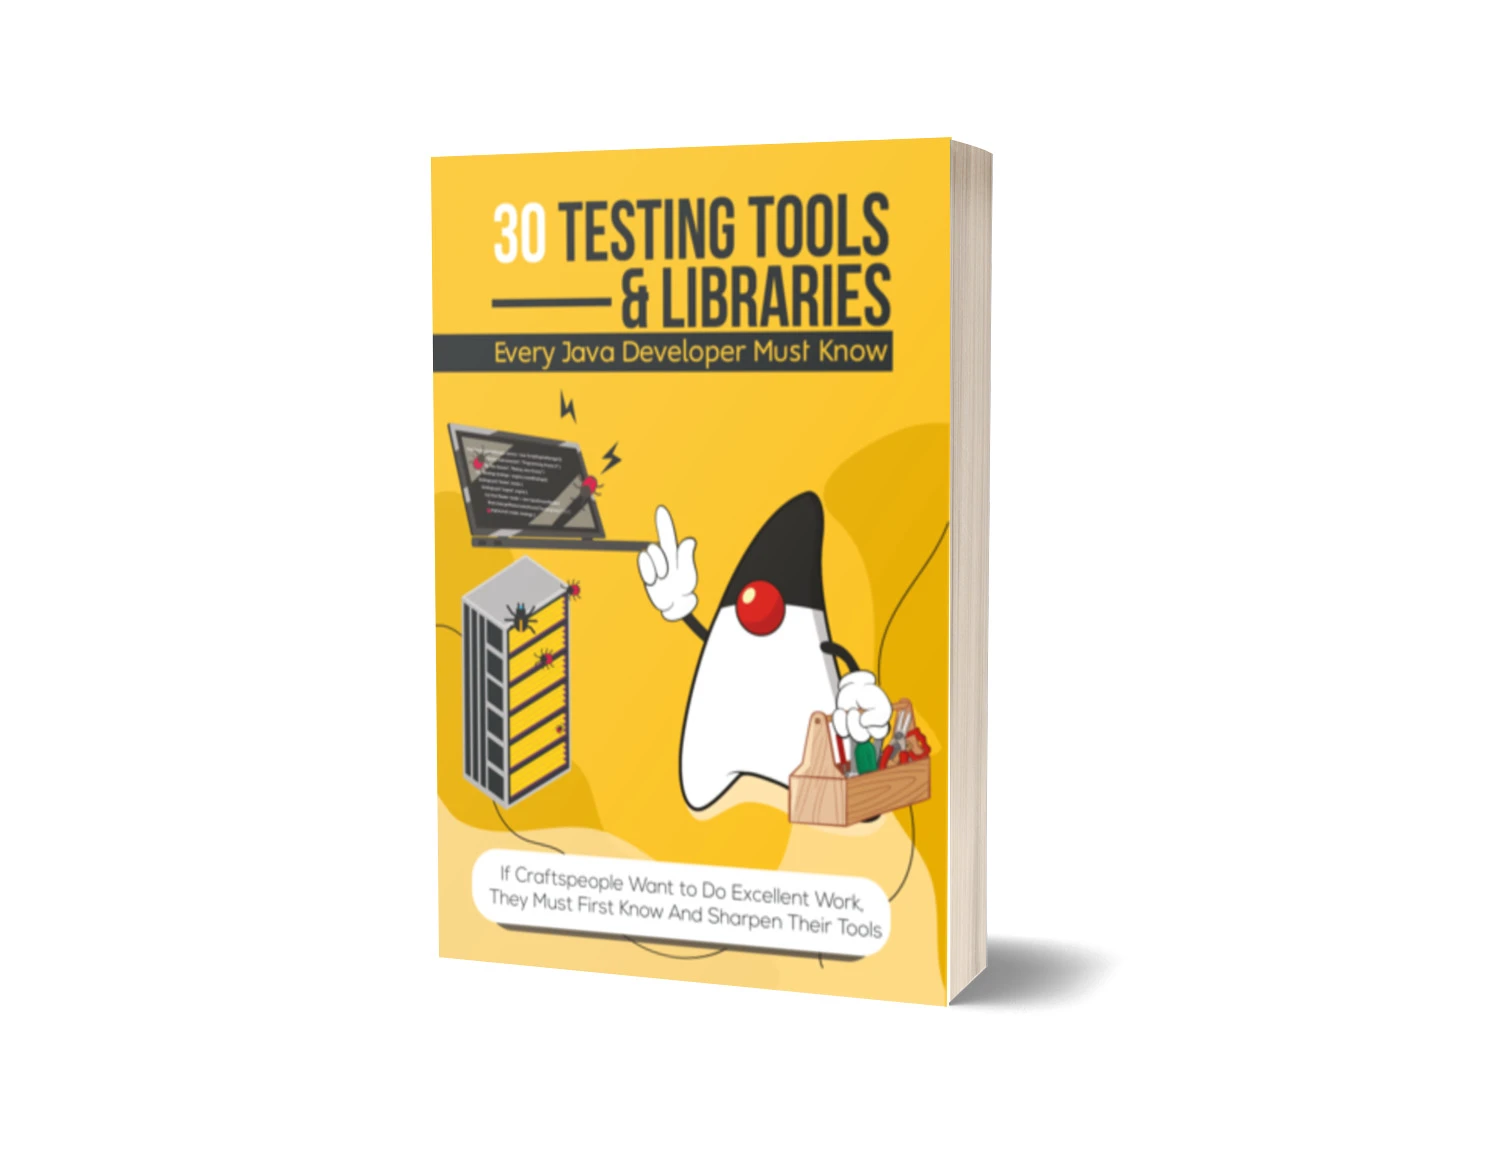 30 TESTING TOOLS
& LIBRARIES
Every Java Developer Must Know
If Craftspeople Want to Do Excellent Work,
They Must First Know And Sharpen Their Tools